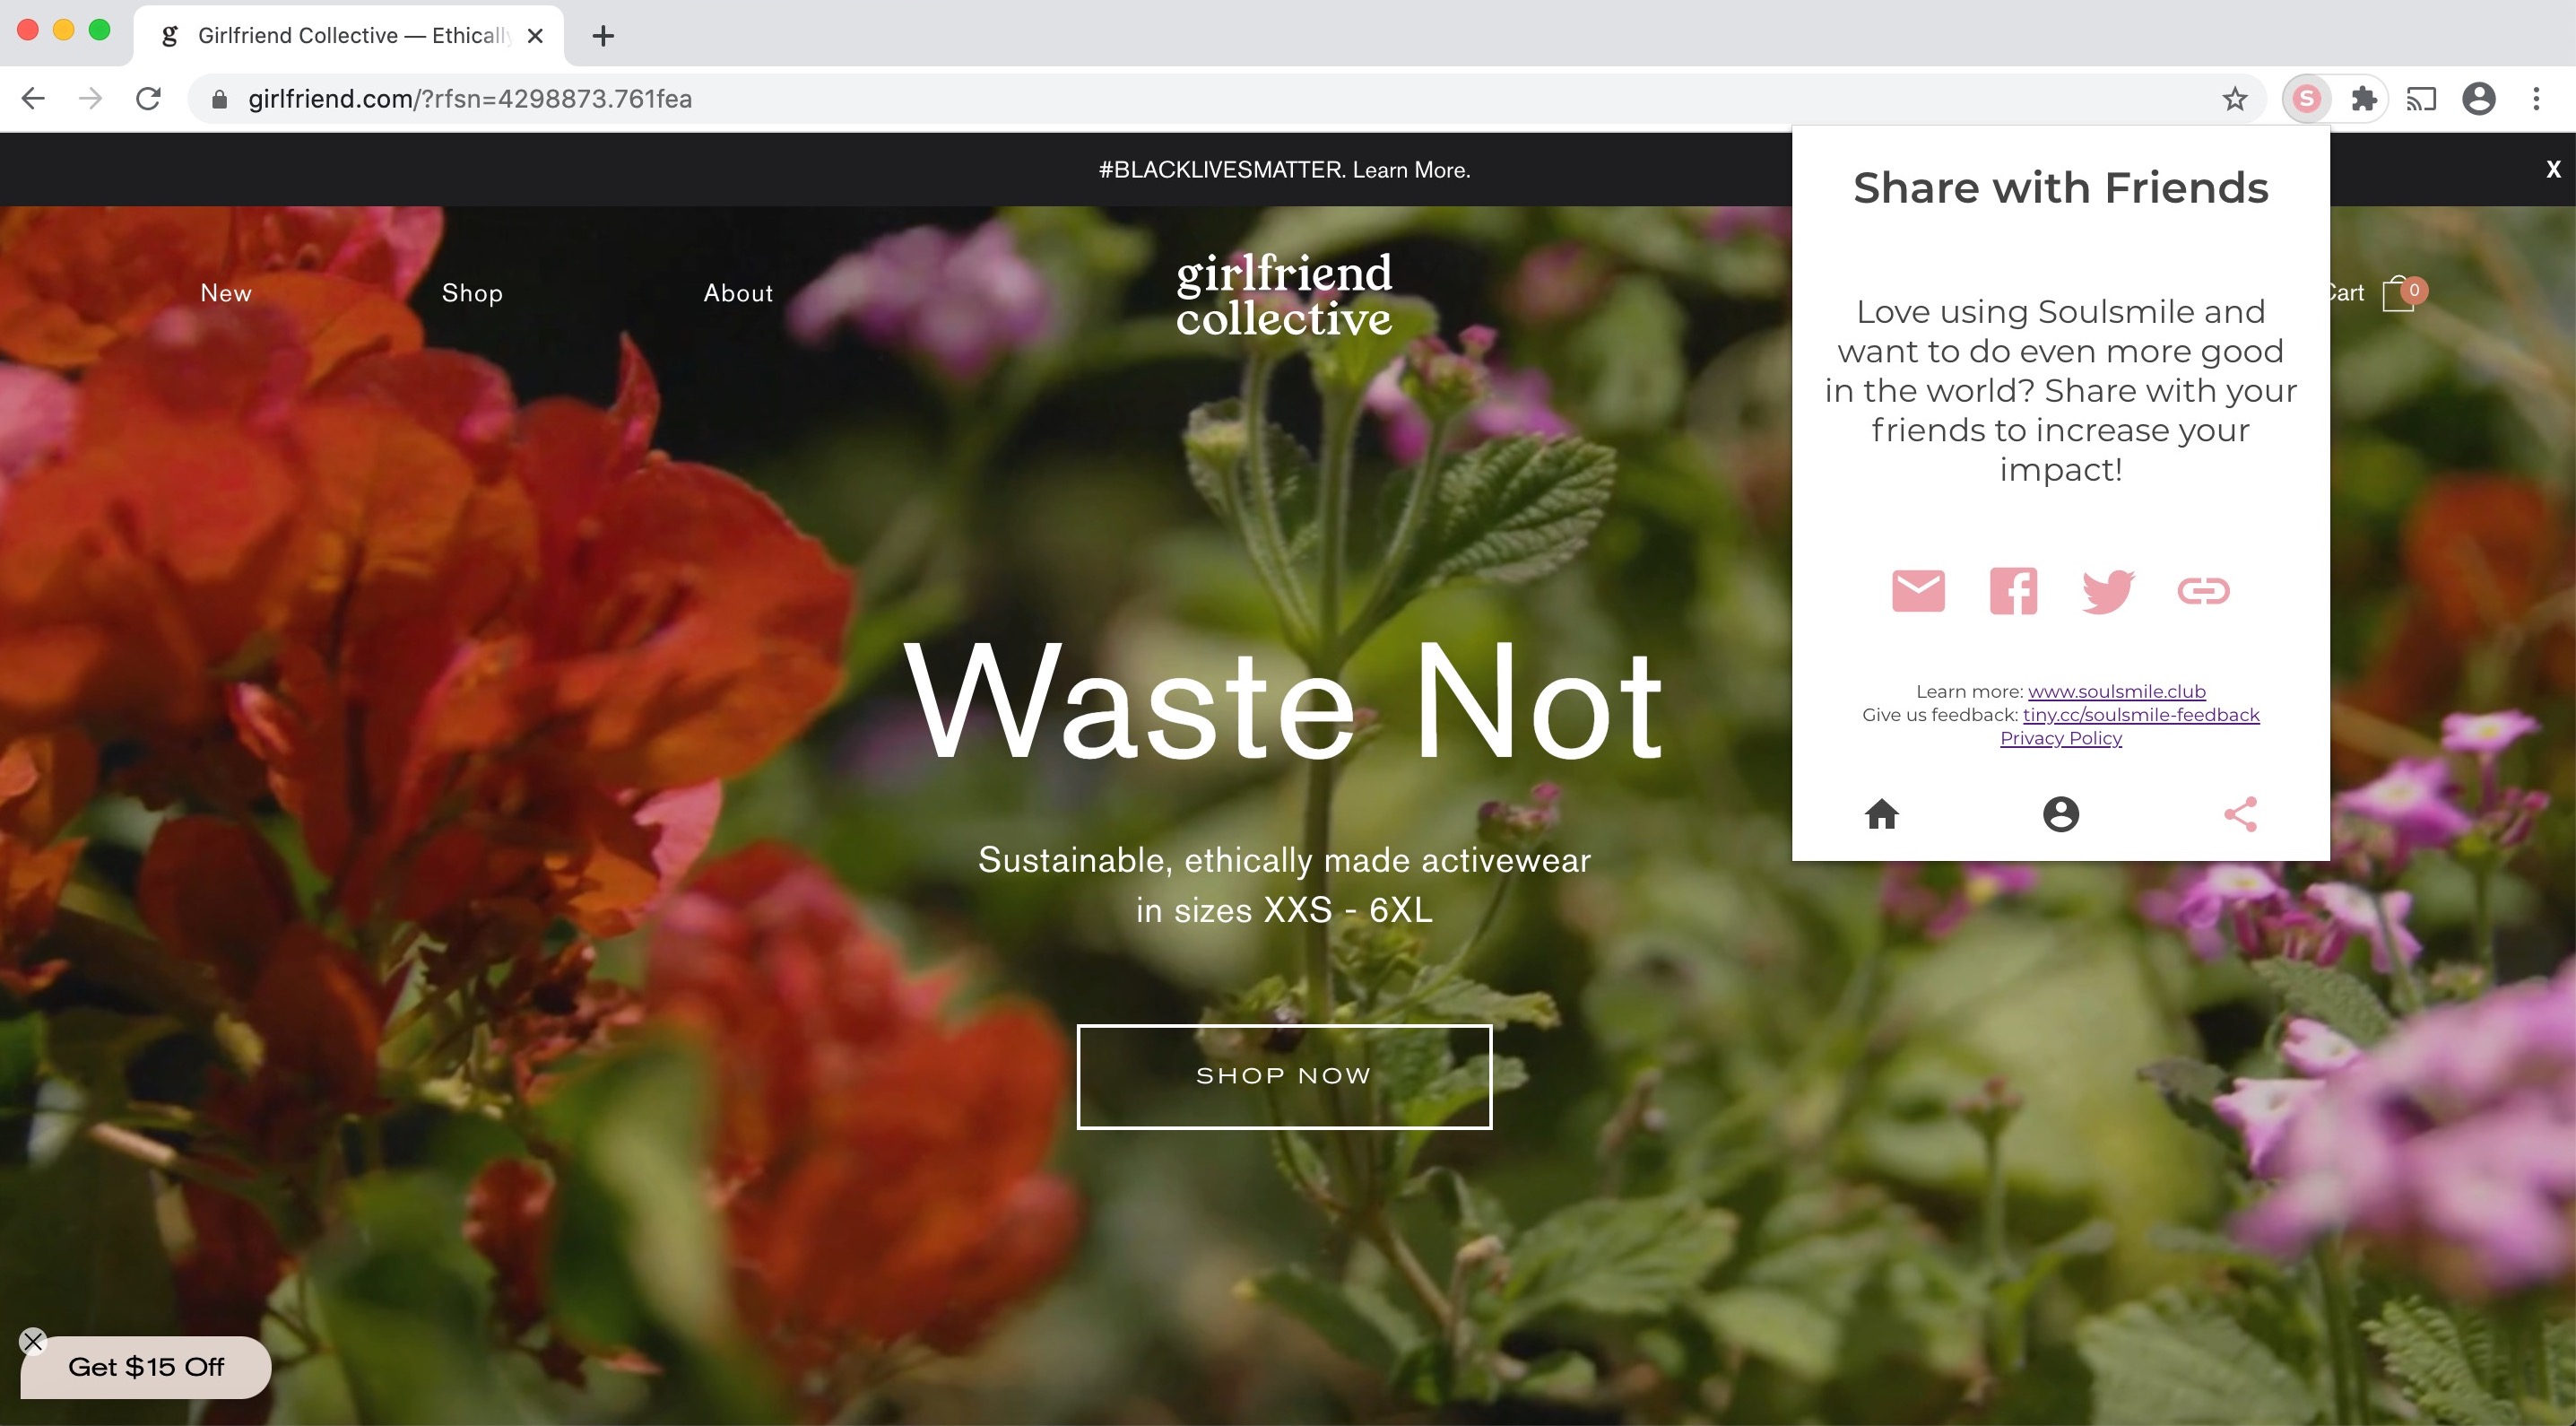 Girlfriend Collective — Ethically
girlfriend.com/?rfsn=4298873.761fea
S
#BLACKLIVESMATTER. Learn More.
X
New
Shop
About
girlfriend
collective
Cart
0
Waste Not
Sustainable, ethically made activewear
in sizes XXS - 6XL
SHOP NOW
Get $15 Off
Share with Friends
Love using Soulsmile and
want to do even more good
in the world? Share with your
friends to increase your
impact!
Learn more: www.soulsmile.club
Give us feedback: tiny.cc/soulsmile-feedback
Privacy Policy